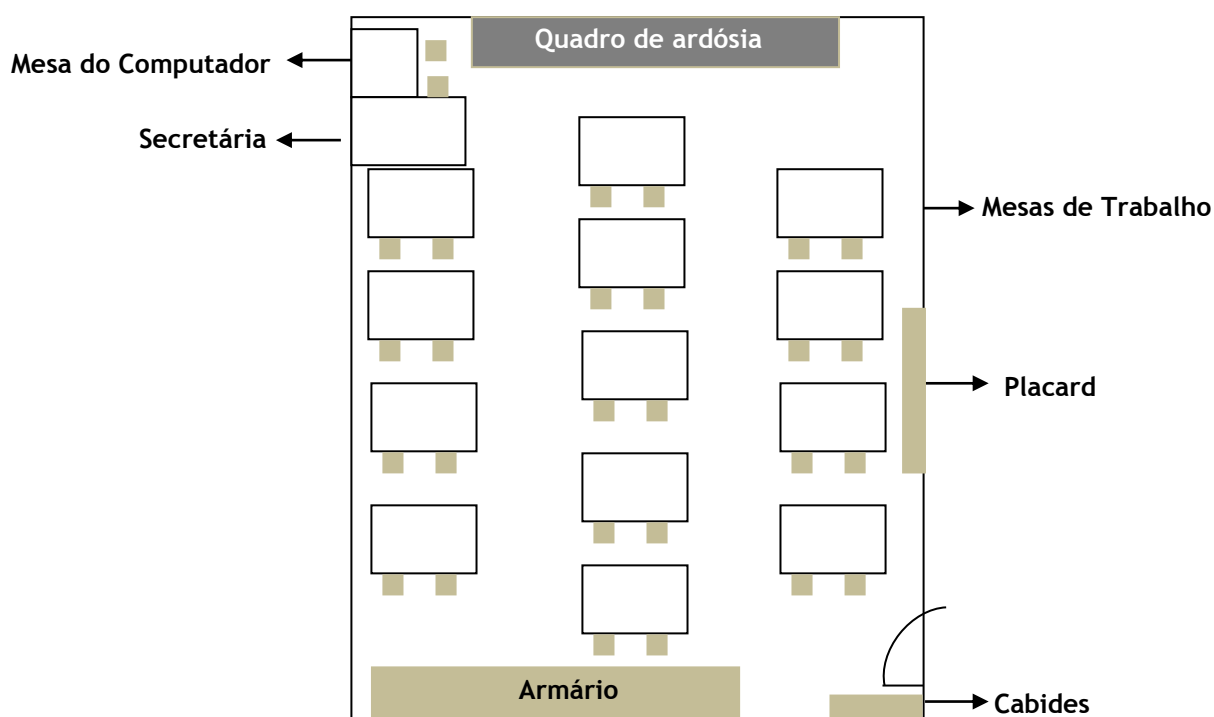 Quadro de ardósia
Mesa do Computador
Secretária
Mesas de Trabalho
Placard
Armário
Cabides